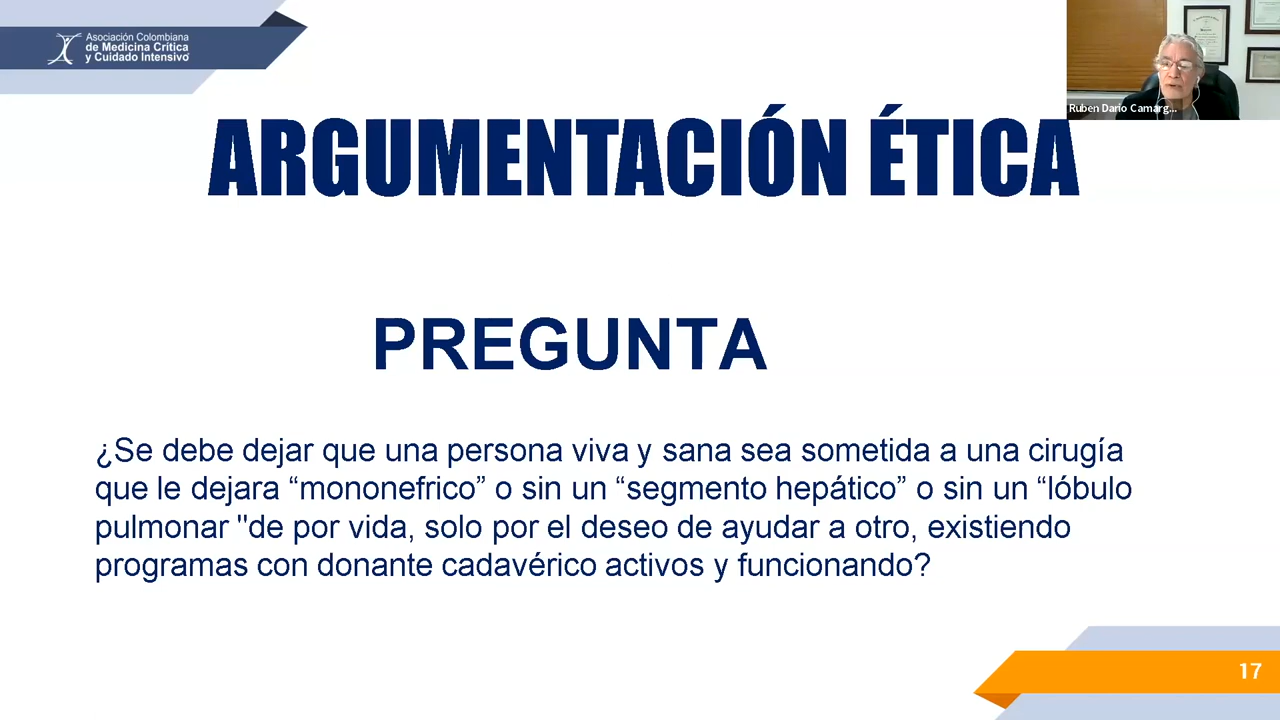 Asociación Colombiana
de Medicina Crítica
y Cuidado Intensivo
Ruben Dario Camarg...
ARGUMENTACIÓN ÉTICA
PREGUNTA
¿Se debe dejar que una persona viva y sana sea sometida a una cirugía
que le dejara “mononefrico” o sin un “segmento hepático” o sin un “lóbulo
pulmonar "de por vida, solo por el deseo de ayudar a otro, existiendo
programas con donante cadavérico activos y funcionando?
17